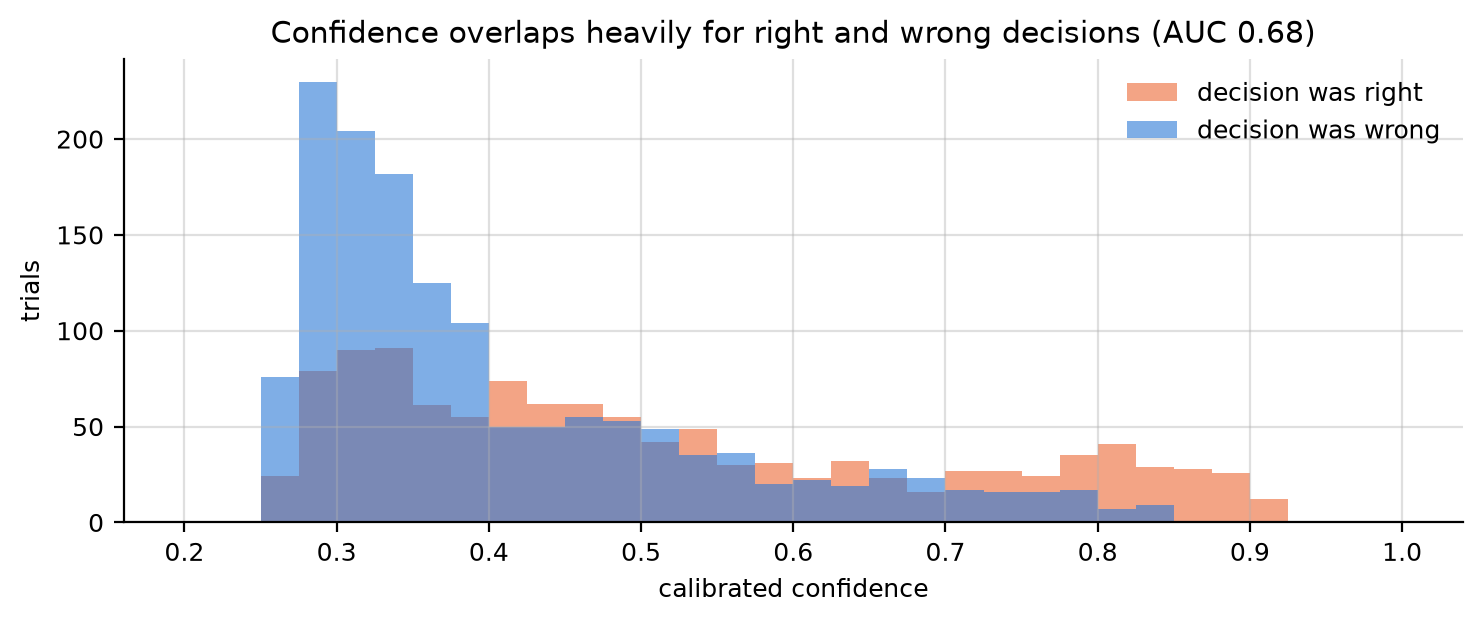 Confidence overlaps heavily for right and wrong decisions (AUC 0.68)
decision was right
decision was wrong
200
150
100
50
0
trials
0.2 0.3 0.4 0.5 0.6 0.7 0.8 0.9 1.0
calibrated confidence